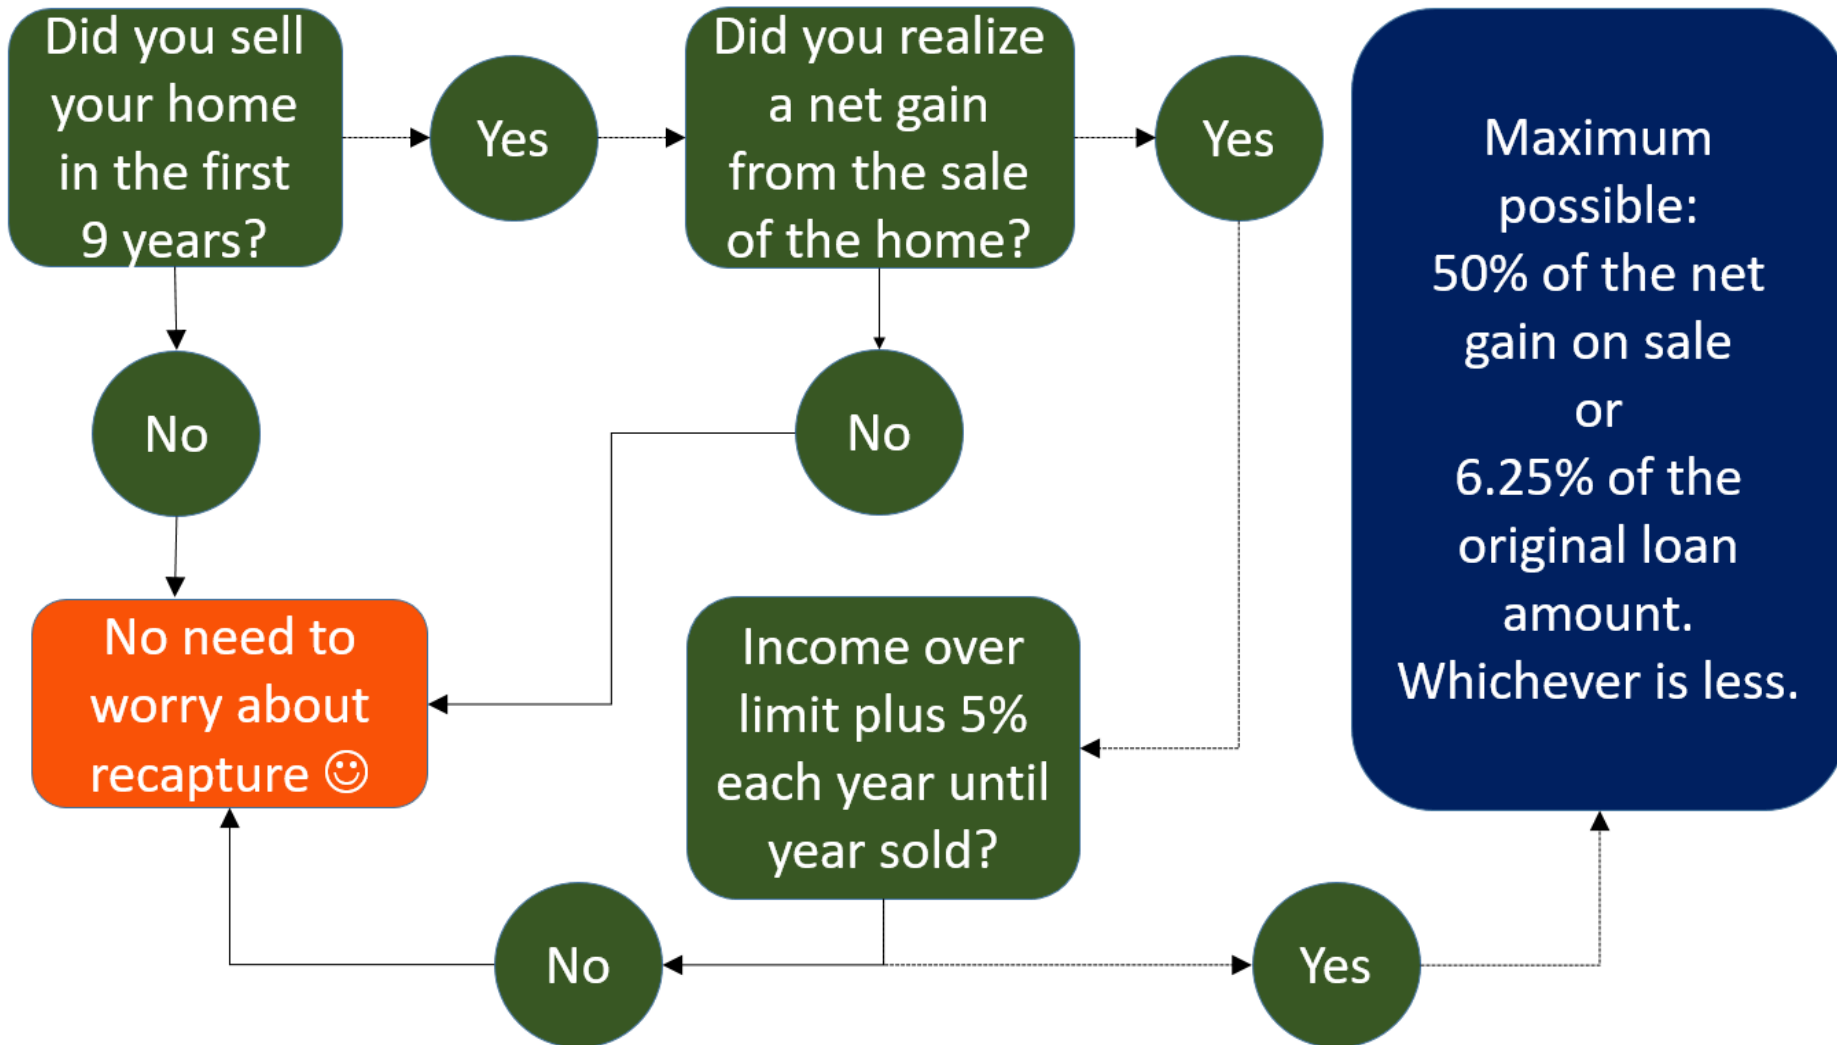 Did you sell
your home
in the first
9 years?
Yes
Did you realize
a net gain
from the sale
of the home?
Yes
Maximum
possible:
50% of the net
gain on sale
or
6.25% of the
original loan
amount.
Whichever is less.
No
No
No need to
worry about
recapture ☺
Income over
limit plus 5%
each year until
year sold?
No
Yes